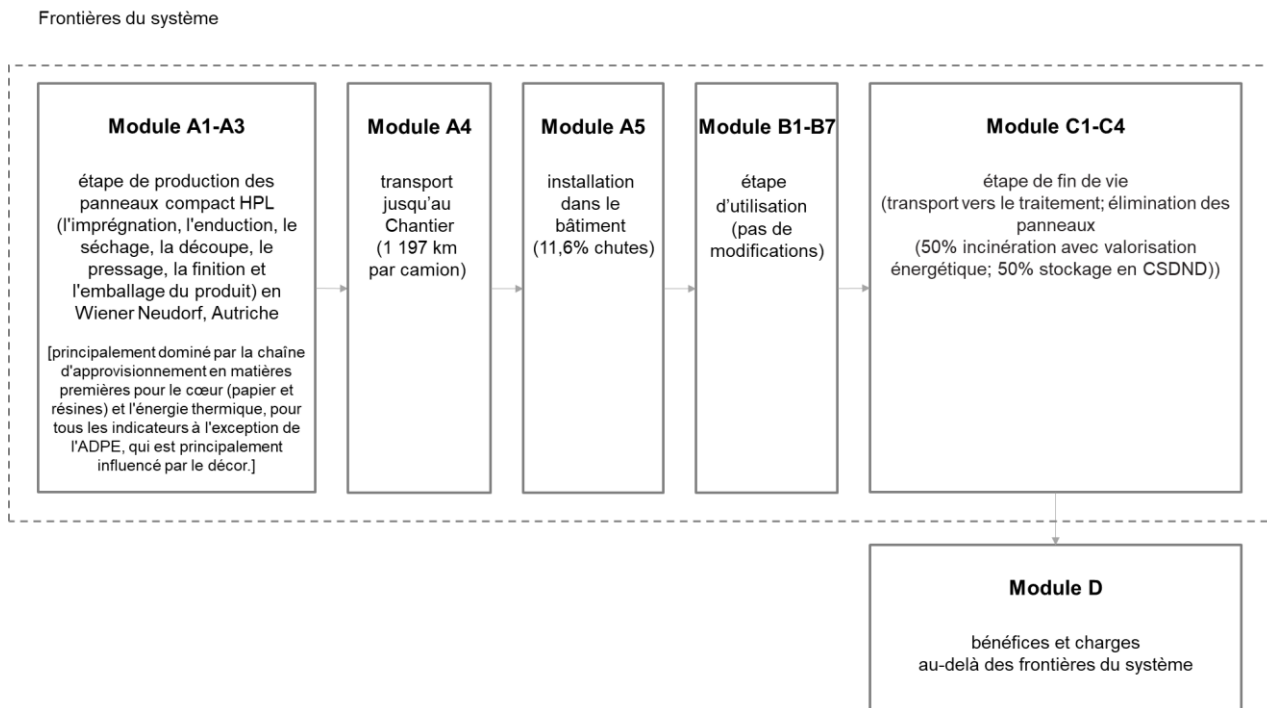 Frontières du système
Module A1-A3
étape de production des
panneaux compact HPL
(l'imprégnation, l'enduction, le
séchage, la découpe, le
pressage, la finition et
l'emballage du produit) en
Wiener Neudorf, Autriche
[principalement dominé par la chaîne
d'approvisionnement en matières
premières pour le cœur (papier et
résines) et l'énergie thermique, pour
tous les indicateurs à l'exception de
l'ADPE, qui est principalement
influencé par le décor.]
Module A4
transport
jusqu'au
Chantier
(1 197 km
par camion)
Module A5
installation
dans le
bâtiment
(11,6% chutes)
Module B1-B7
étape
d'utilisation
(pas de
modifications)
Module C1-C4
étape de fin de vie
(transport vers le traitement; élimination des
panneaux
(50% incinération avec valorisation
énergétique; 50% stockage en CSDND))
Module D
bénéfices et charges
au-delà des frontières du système